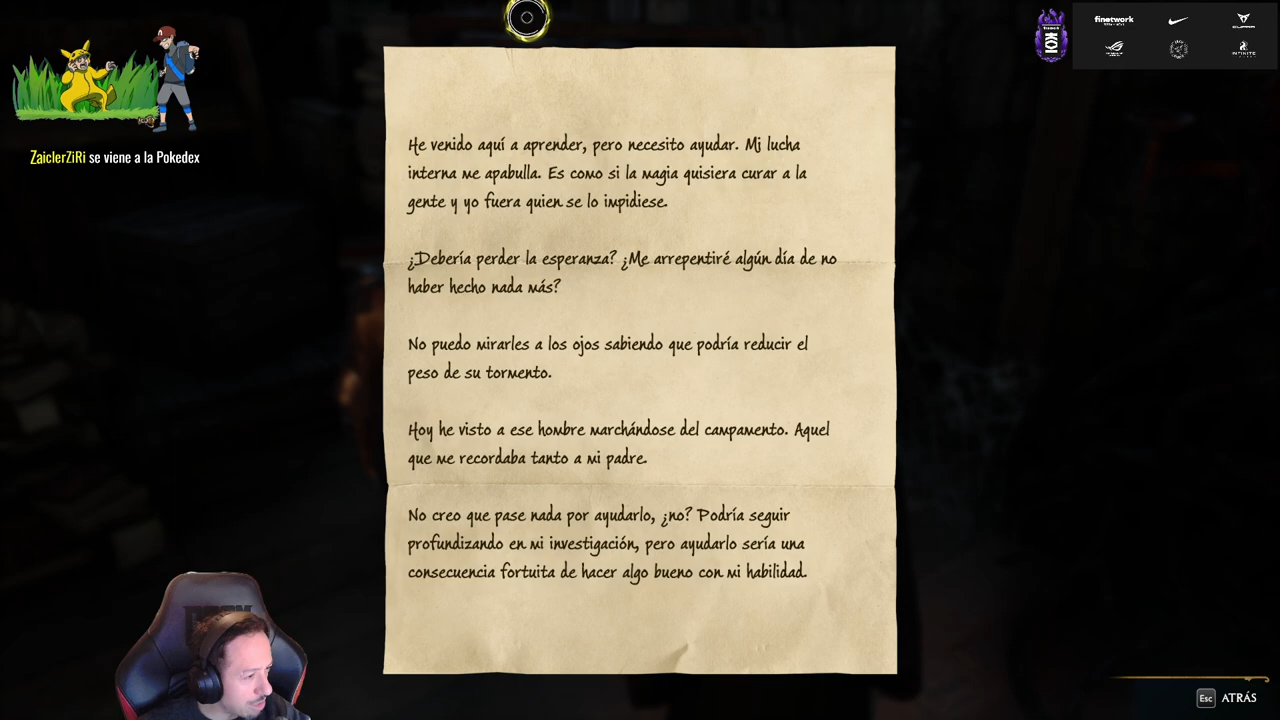 finetwork
KOI
CUPRA
INFINITE
ZaiclerZiRi se viene a la Pokedex
He venido aquí a aprender, pero necesito ayudar. Mi lucha
interna me apabulla. Es como si la magia quisiera curar a la
gente y yo fuera quien se lo impidiese.
¿Debería perder la esperanza? ¿Me arrepentiré algún día de no
haber hecho nada más?
No puedo mirarles a los ojos sabiendo que podría reducir el
peso de su tormento.
Hoy he visto a ese hombre marchándose del campamento. Aquel
que me recordaba tanto a mi padre.
No creo que pase nada por ayudarlo, ¿no? Podría seguir
profundizando en mi investigación, pero ayudarlo sería una
consecuencia fortuita de hacer algo bueno con mi habilidad.
Esc ATRÁS